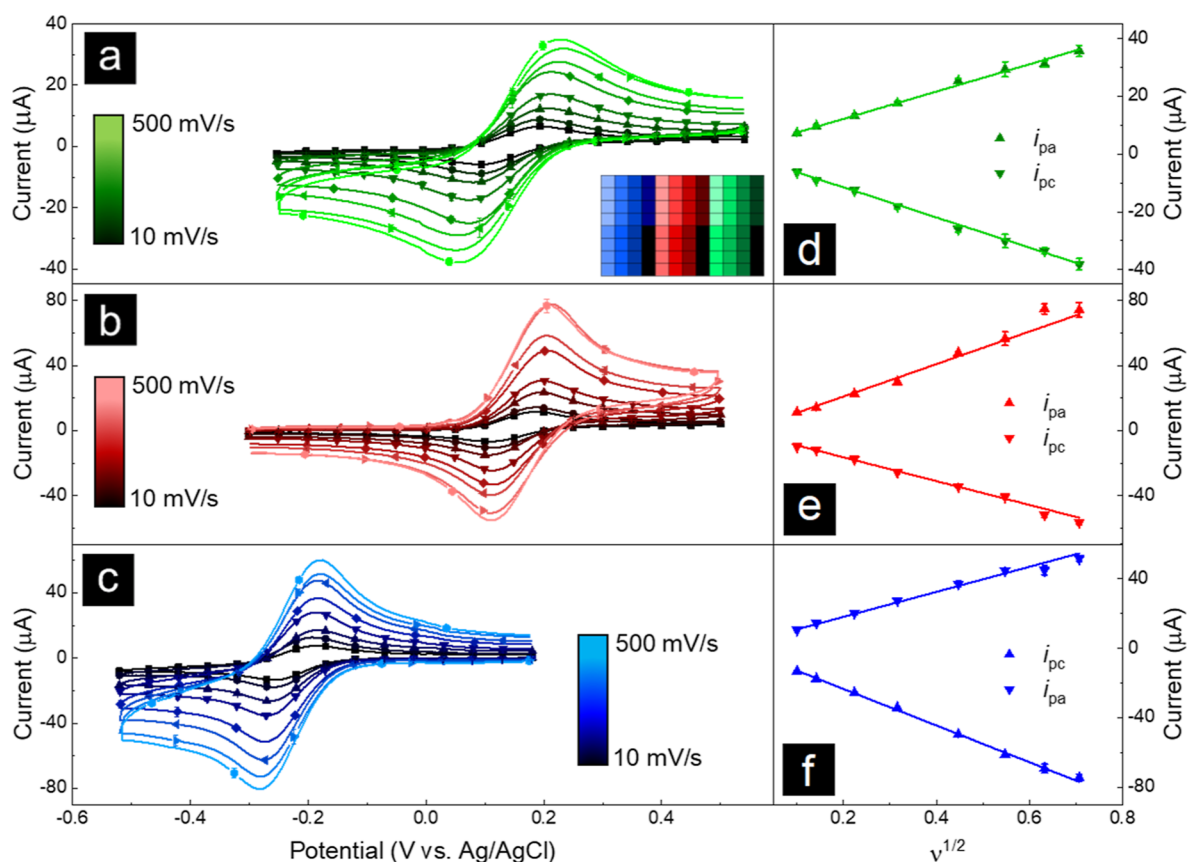 a
500 mV/s
10 mV/s
Current (µA)
40
20
0
-20
-40
d
i_pa
i_pc
Current (µA)
40
20
0
-20
-40
b
500 mV/s
10 mV/s
Current (µA)
80
40
0
-40
e
i_pa
i_pc
Current (µA)
80
40
0
-40
c
500 mV/s
10 mV/s
Current (µA)
40
0
-40
-80
f
i_pc
i_pa
Current (µA)
40
0
-40
-80
-0.6 -0.4 -0.2 0.0 0.2 0.4
Potential (V vs. Ag/AgCl)
0.0 0.2 0.4 0.6 0.8
ν^1/2